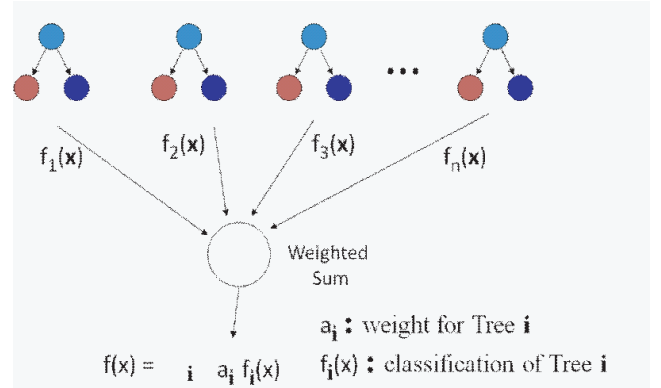 ...
f₁(x) f₂(x) f₃(x) fₙ(x)
Weighted
Sum
aᵢ : weight for Tree i
f(x) = ᵢ aᵢ fᵢ(x) fᵢ(x) : classification of Tree i